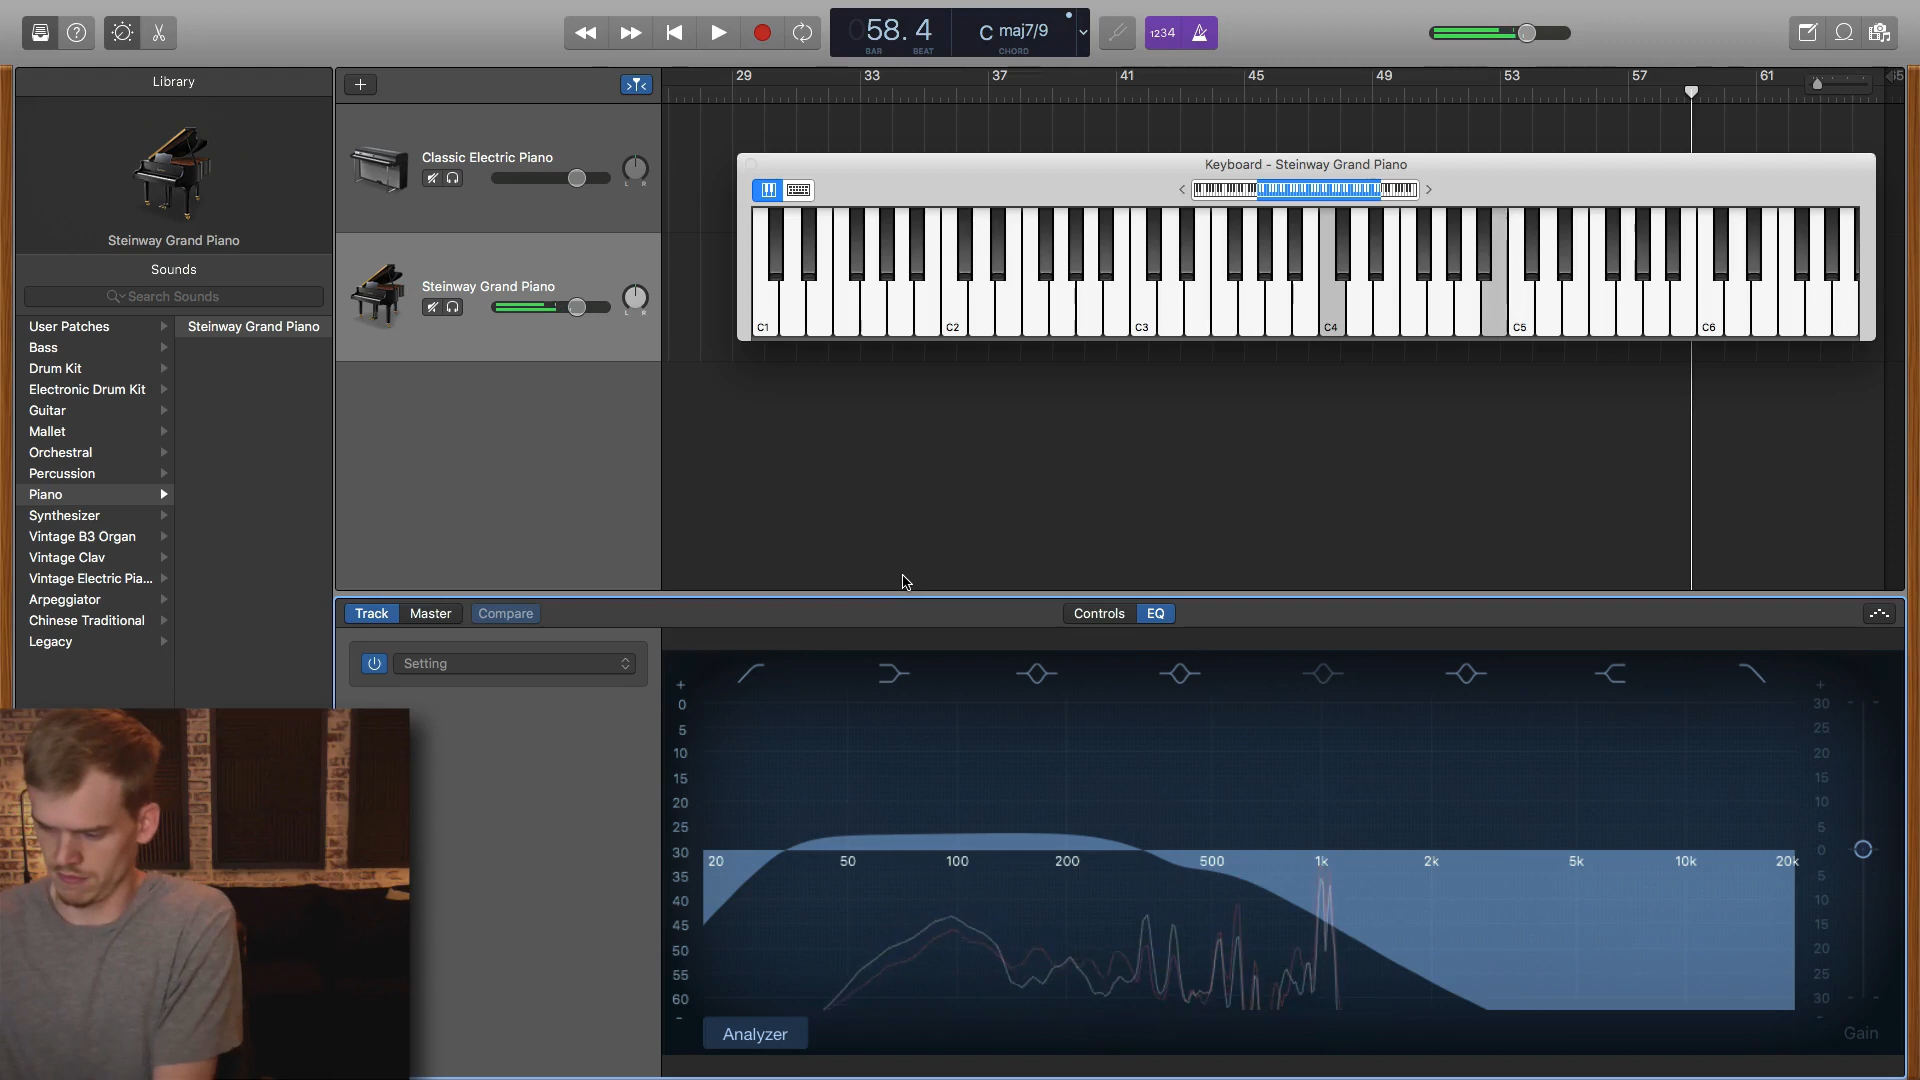 1234
58. 4
BAR BEAT
C maj7/9
CHORD
Library
Steinway Grand Piano
Sounds
Search Sounds
User Patches
Bass
Drum Kit
Electronic Drum Kit
Guitar
Mallet
Orchestral
Percussion
Piano
Synthesizer
Vintage B3 Organ
Vintage Clav
Vintage Electric Pia...
Arpeggiator
Chinese Traditional
Legacy
Steinway Grand Piano
Classic Electric Piano
L R
Steinway Grand Piano
L R
29 33 37 41 45 49 53 57 61
Keyboard - Steinway Grand Piano
C1 C2 C3 C4 C5 C6
Track Master Compare
Controls EQ
Setting
+
0
5
10
15
20
25
30
35
40
45
50
55
60
-
20 50 100 200 500 1k 2k 5k 10k 20k
+
30
25
20
15
10
5
0
5
10
15
20
25
30
-
Analyzer
Gain